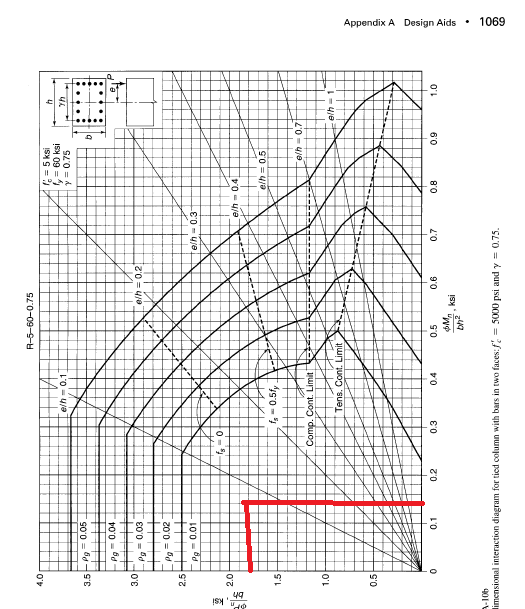 Appendix A Design Aids • 1069
R–5–60–0.75
f′c = 5 ksi
fy = 60 ksi
γ = 0.75
h
γh
b
e
P
e/h = 0.1
e/h = 0.2
e/h = 0.3
e/h = 0.4
e/h = 0.5
e/h = 0.7
e/h = 1
ρg = 0.05
ρg = 0.04
ρg = 0.03
ρg = 0.02
ρg = 0.01
fs = 0
fs = 0.5fy
Comp. Cont. Limit
Tens. Cont. Limit
4.0
3.5
3.0
2.5
2.0
1.5
1.0
0.5
0
0.1
0.2
0.3
0.4
0.5
0.6
0.7
0.8
0.9
1.0
ϕPn/bh, ksi
ϕMn/bh², ksi
A-10b
dimensional interaction diagram for tied column with bars in two faces: f′c = 5000 psi and γ = 0.75.